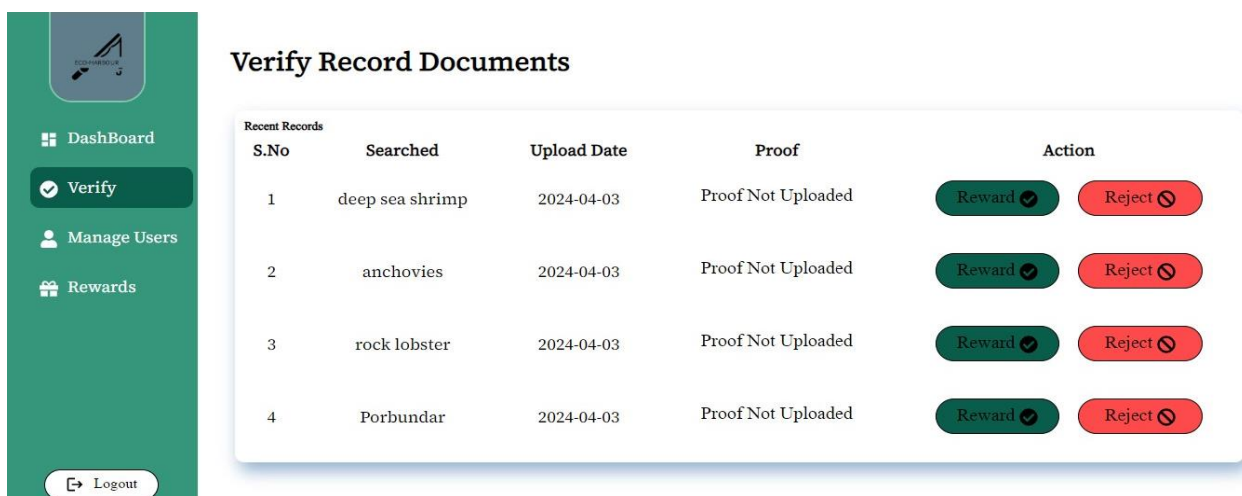 ECO-HARBOUR
Verify Record Documents
DashBoard
Verify
Manage Users
Rewards
Logout
Recent Records
S.No Searched Upload Date Proof Action
1 deep sea shrimp 2024-04-03 Proof Not Uploaded Reward Reject
2 anchovies 2024-04-03 Proof Not Uploaded Reward Reject
3 rock lobster 2024-04-03 Proof Not Uploaded Reward Reject
4 Porbundar 2024-04-03 Proof Not Uploaded Reward Reject